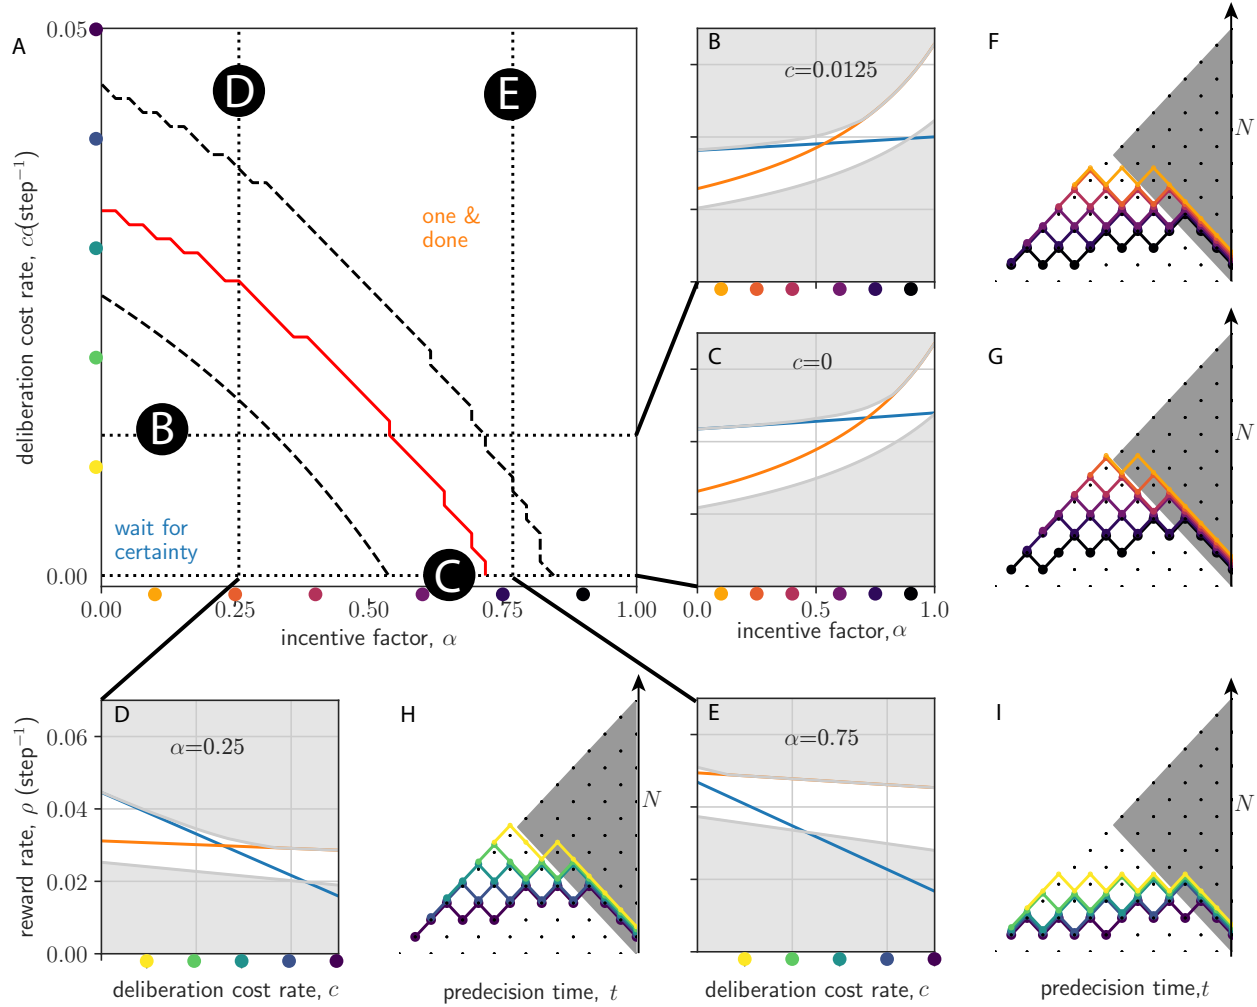 A
0.05
deliberation cost rate, cd(step⁻¹)
0.00
D
E
B
C
one &
done
wait for
certainty
0.00
0.25
0.50
0.75
1.00
incentive factor, α
B
c=0.0125
C
c=0
0.0
0.5
1.0
incentive factor, α
F
N
G
D
α=0.25
0.06
0.04
0.02
0.00
reward rate, ρ (step⁻¹)
deliberation cost rate, c
H
N
predecision time, t
E
α=0.75
deliberation cost rate, c
I
N
predecision time, t